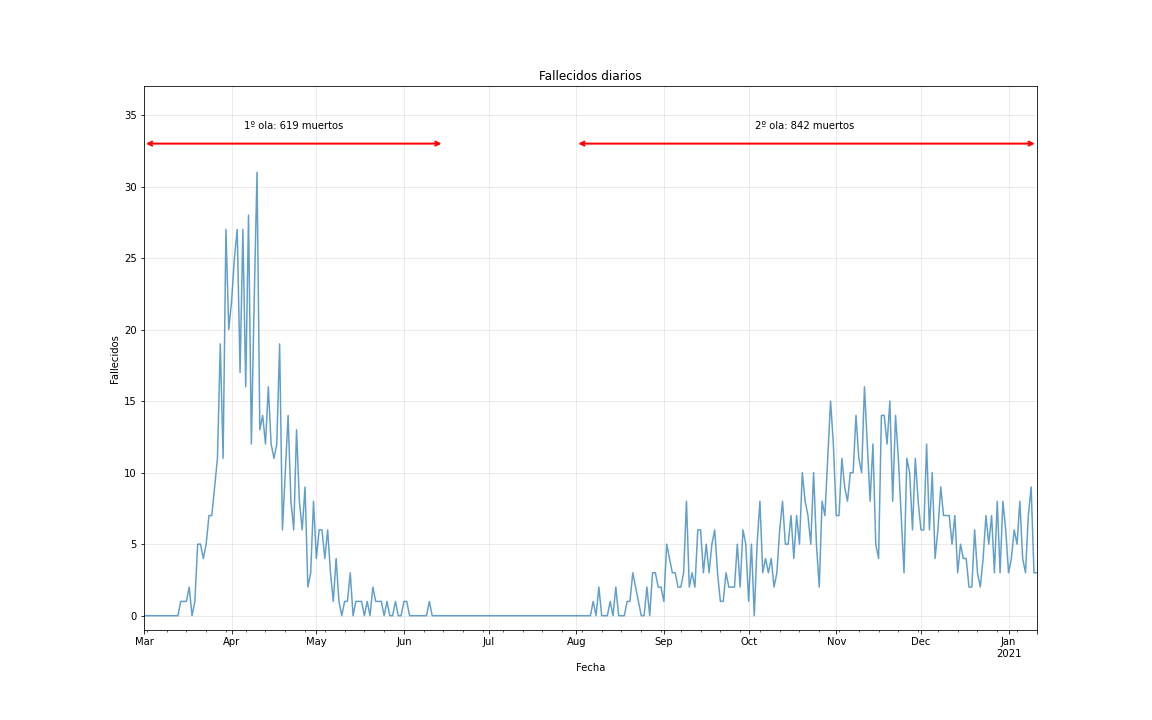 Fallecidos diarios
1º ola: 619 muertos
2º ola: 842 muertos
35
30
25
20
15
10
5
0
Fallecidos
Mar
Apr
May
Jun
Jul
Aug
Sep
Oct
Nov
Dec
Jan
2021
Fecha